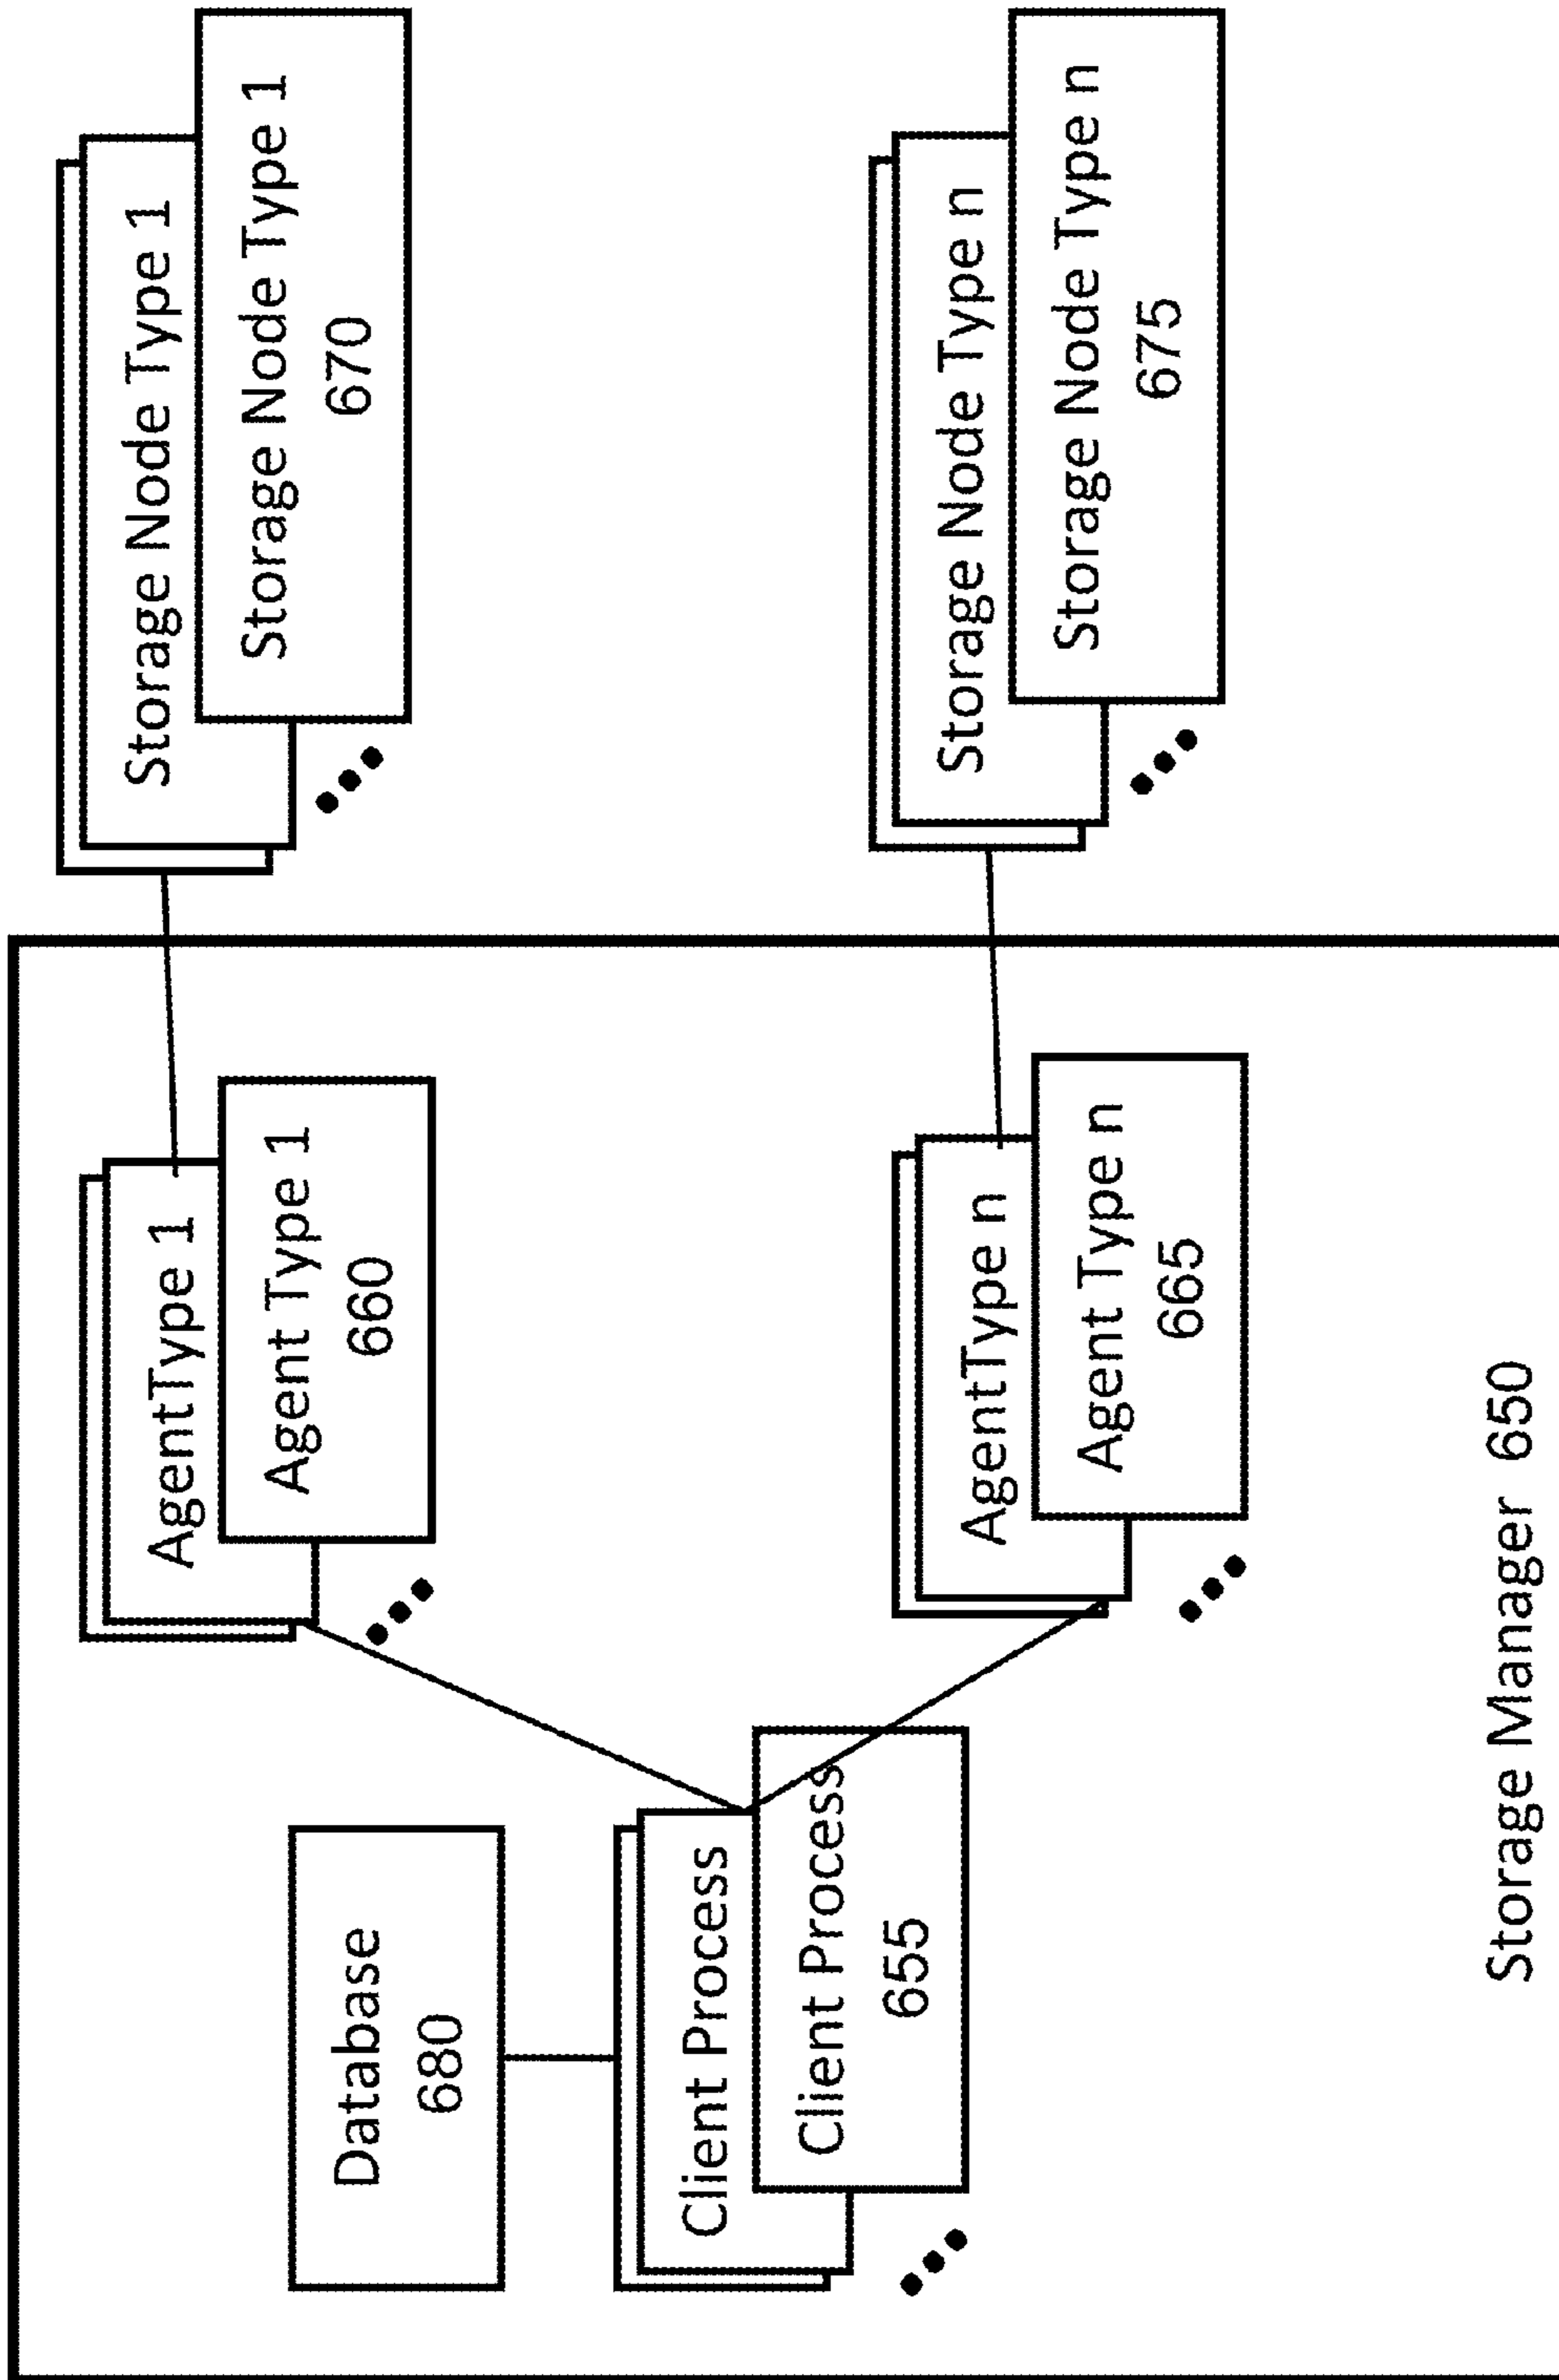 Database
680
Client Process
Client Process
655
AgentType 1
Agent Type 1
660
AgentType n
Agent Type n
665
Storage Node Type 1
Storage Node Type 1
670
Storage Node Type n
Storage Node Type n
675
Storage Manager 650